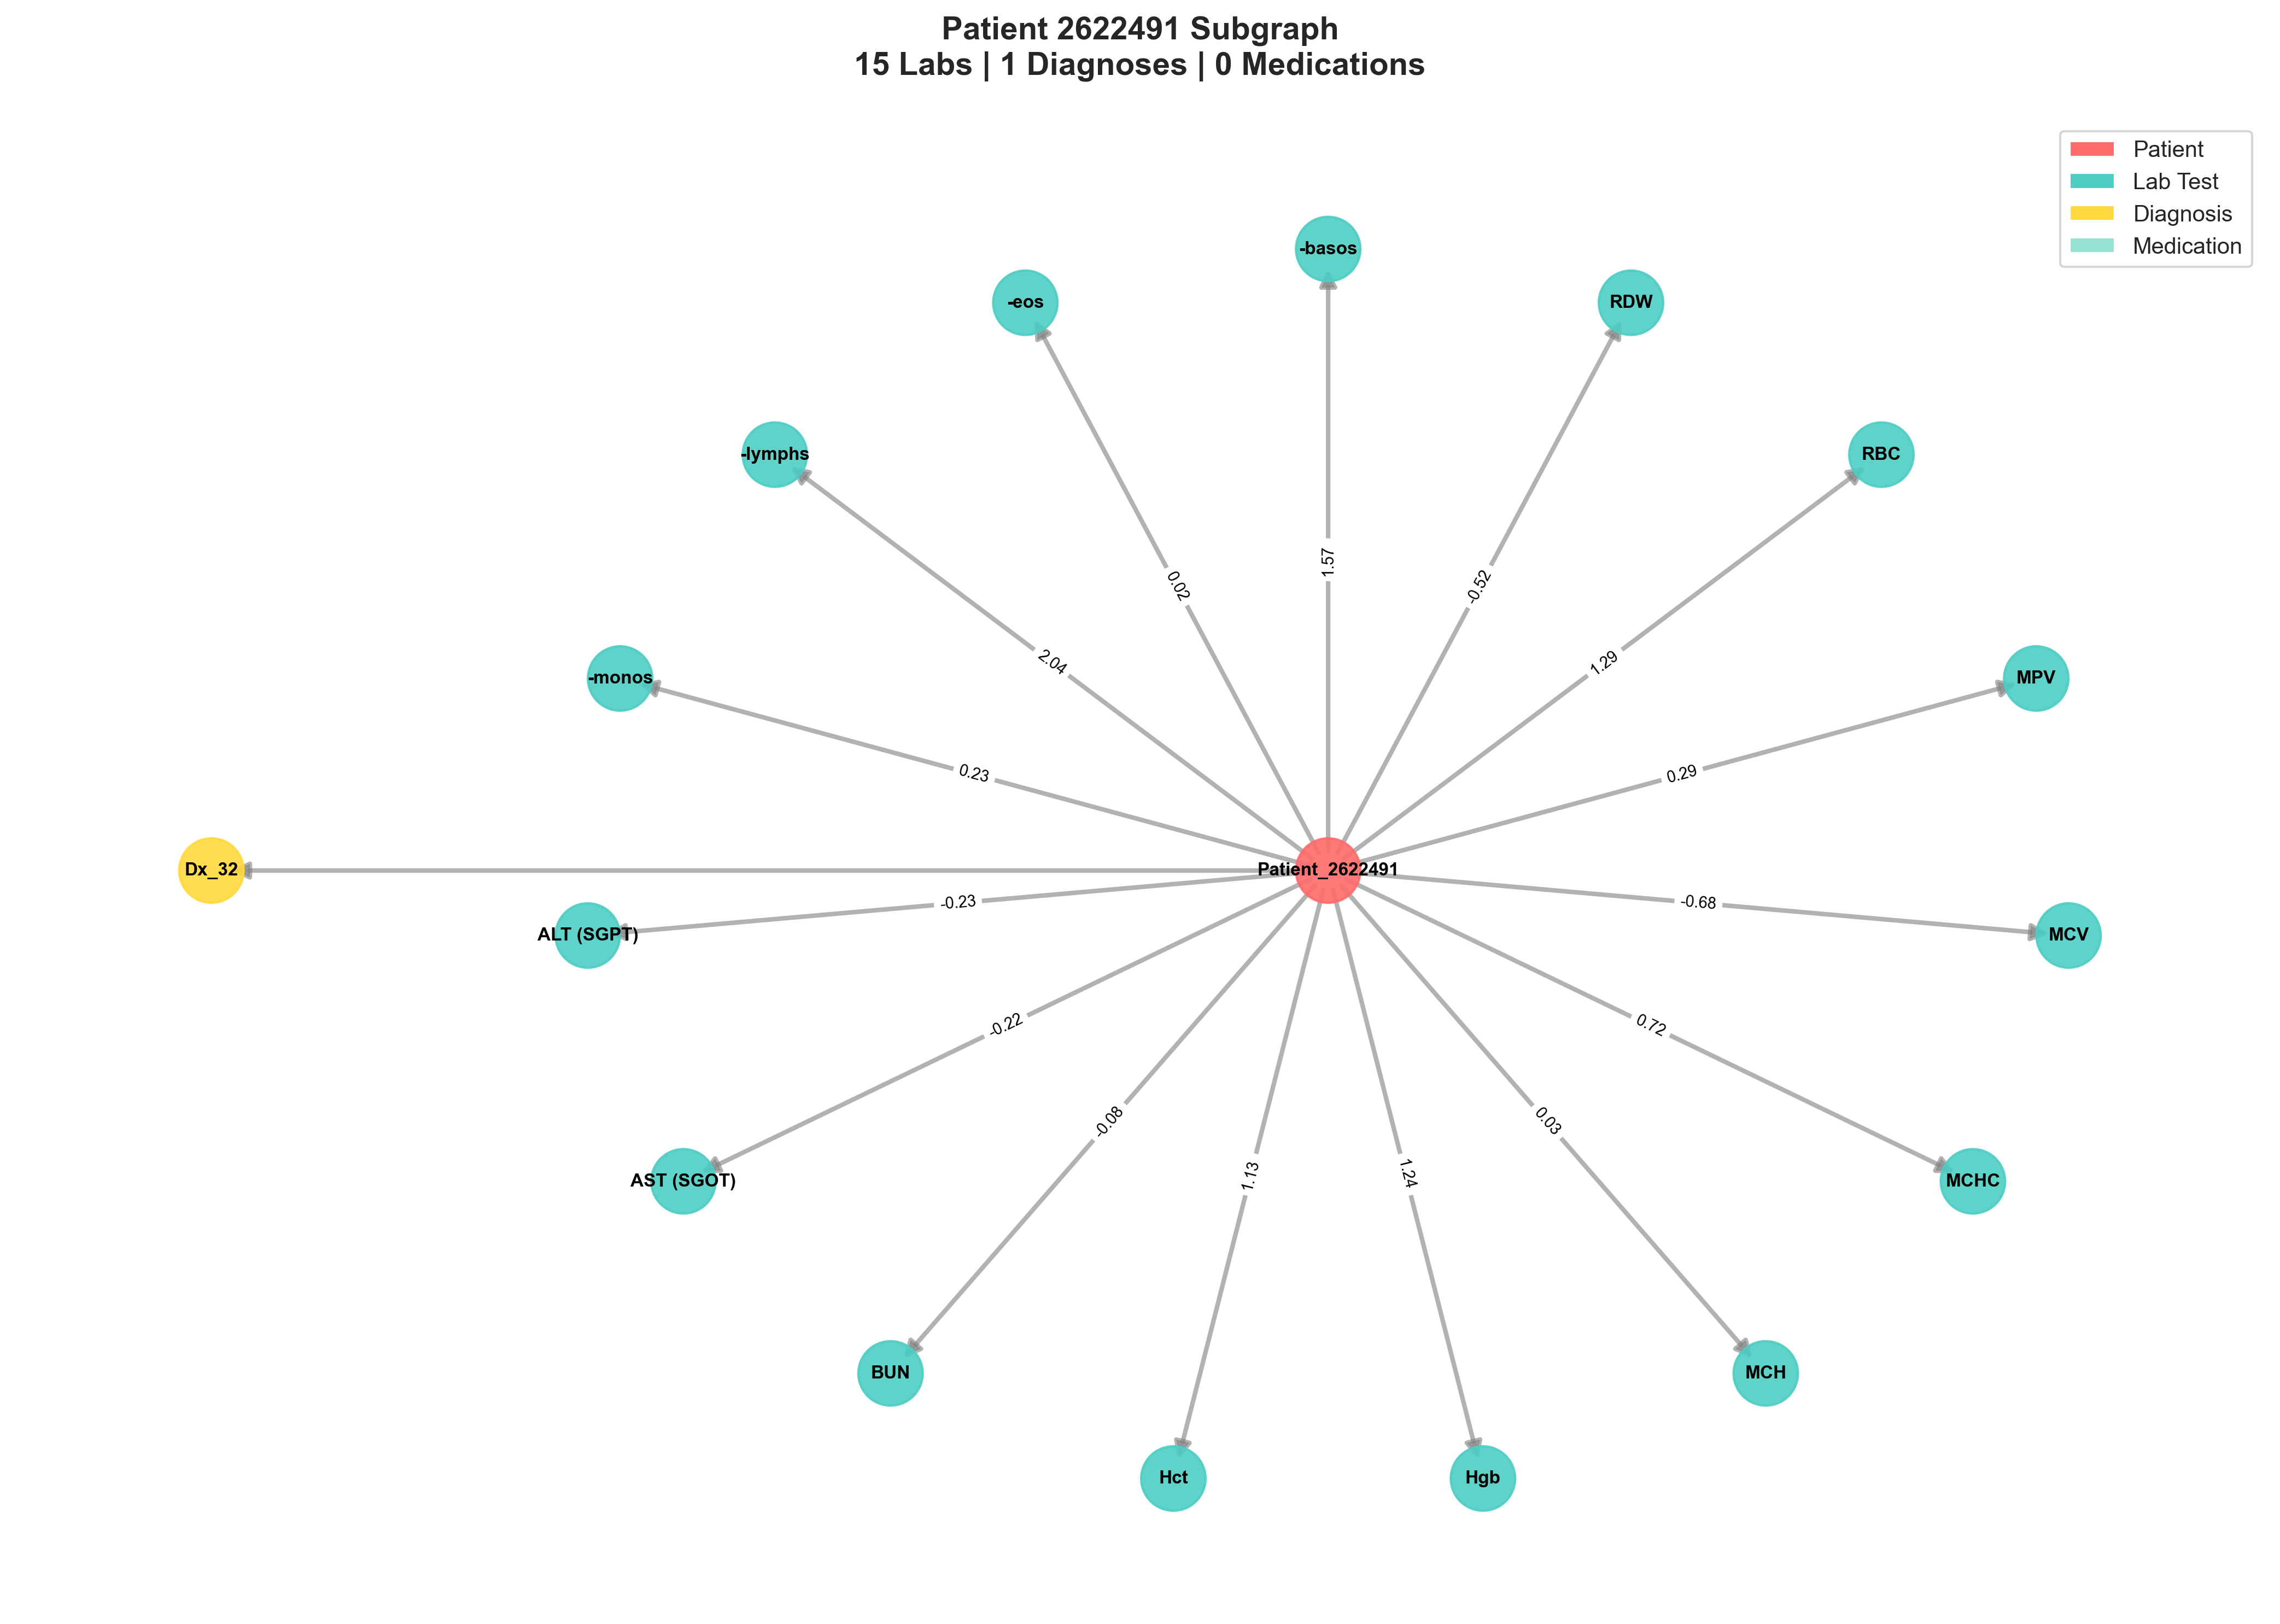 Patient 2622491 Subgraph
15 Labs | 1 Diagnoses | 0 Medications
Patient
Lab Test
Diagnosis
Medication
-basos
-eos
RDW
-lymphs
RBC
1.57
0.02
-0.52
2.04
1.29
-monos
MPV
0.23
0.29
Dx_32
Patient_2622491
-0.23
-0.68
ALT (SGPT)
MCV
-0.22
0.72
-0.08
0.03
AST (SGOT)
MCHC
1.13
1.24
BUN
MCH
Hct
Hgb